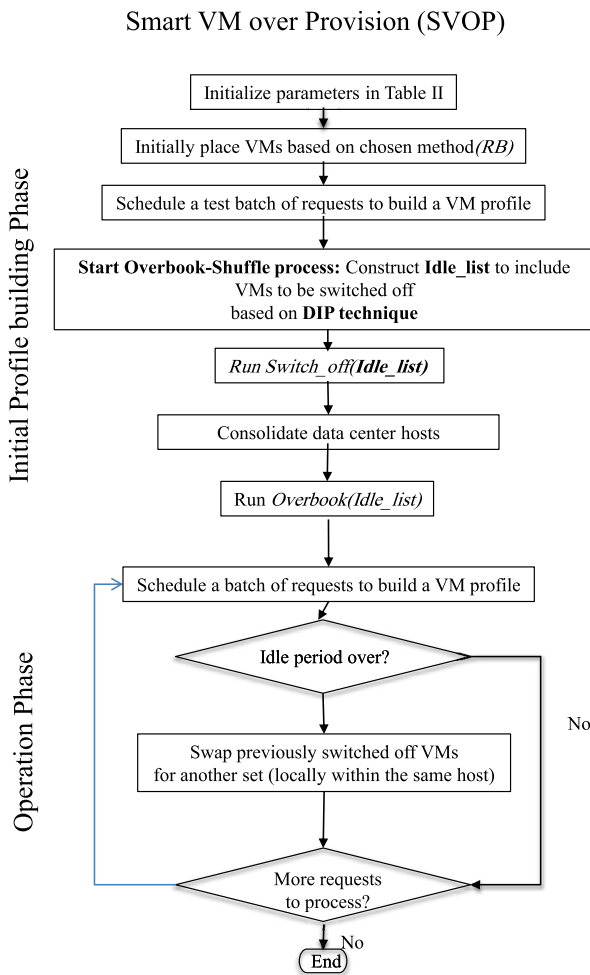 Smart VM over Provision (SVOP)
Initial Profile building Phase
Initialize parameters in Table II
Initially place VMs based on chosen method(RB)
Schedule a test batch of requests to build a VM profile
Start Overbook-Shuffle process: Construct Idle_list to include
VMs to be switched off
based on DIP technique
Run Switch_off(Idle_list)
Consolidate data center hosts
Run Overbook(Idle_list)
Operation Phase
Schedule a batch of requests to build a VM profile
Idle period over?
No
Swap previously switched off VMs
for another set (locally within the same host)
More requests
to process?
No
End